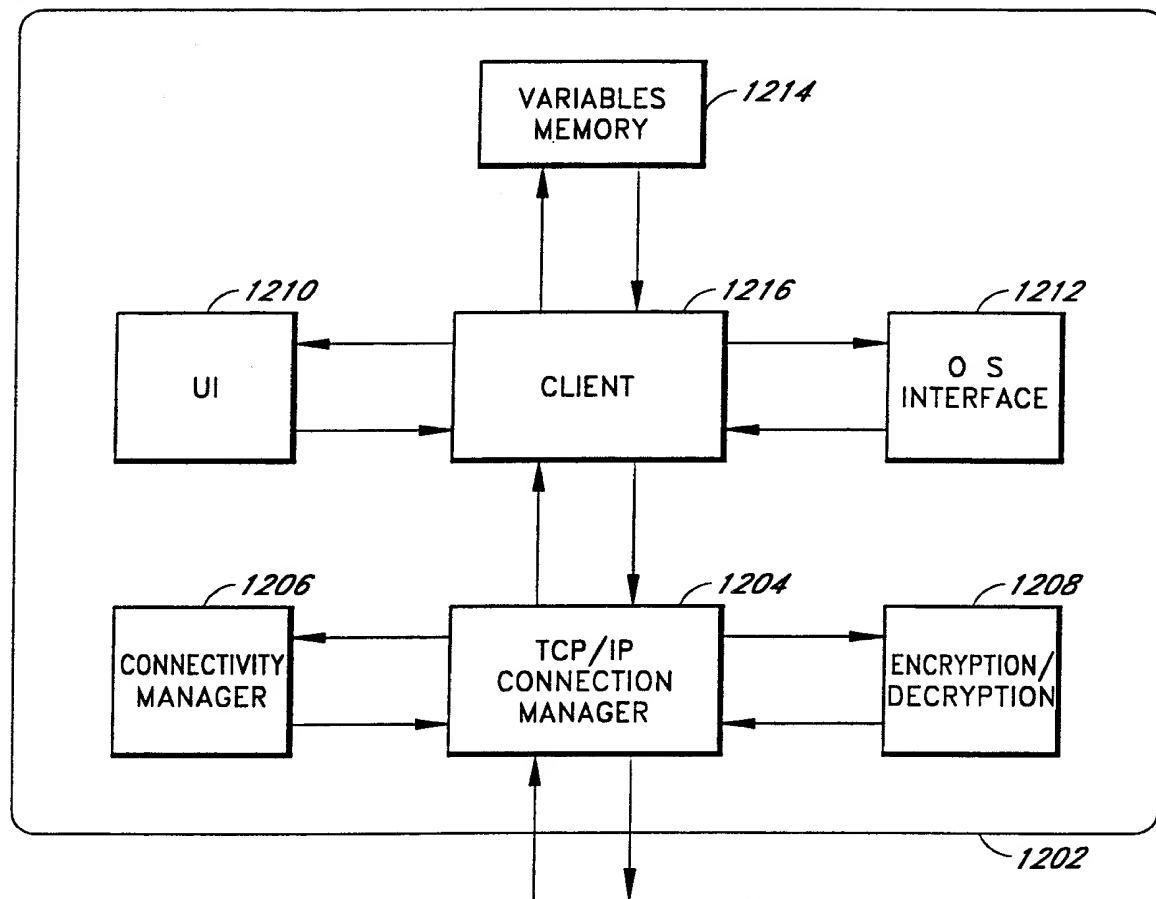 VARIABLES
MEMORY
1214
1210
1216
1212
UI
CLIENT
O S
INTERFACE
1206
1204
1208
CONNECTIVITY
MANAGER
TCP/IP
CONNECTION
MANAGER
ENCRYPTION/
DECRYPTION
1202